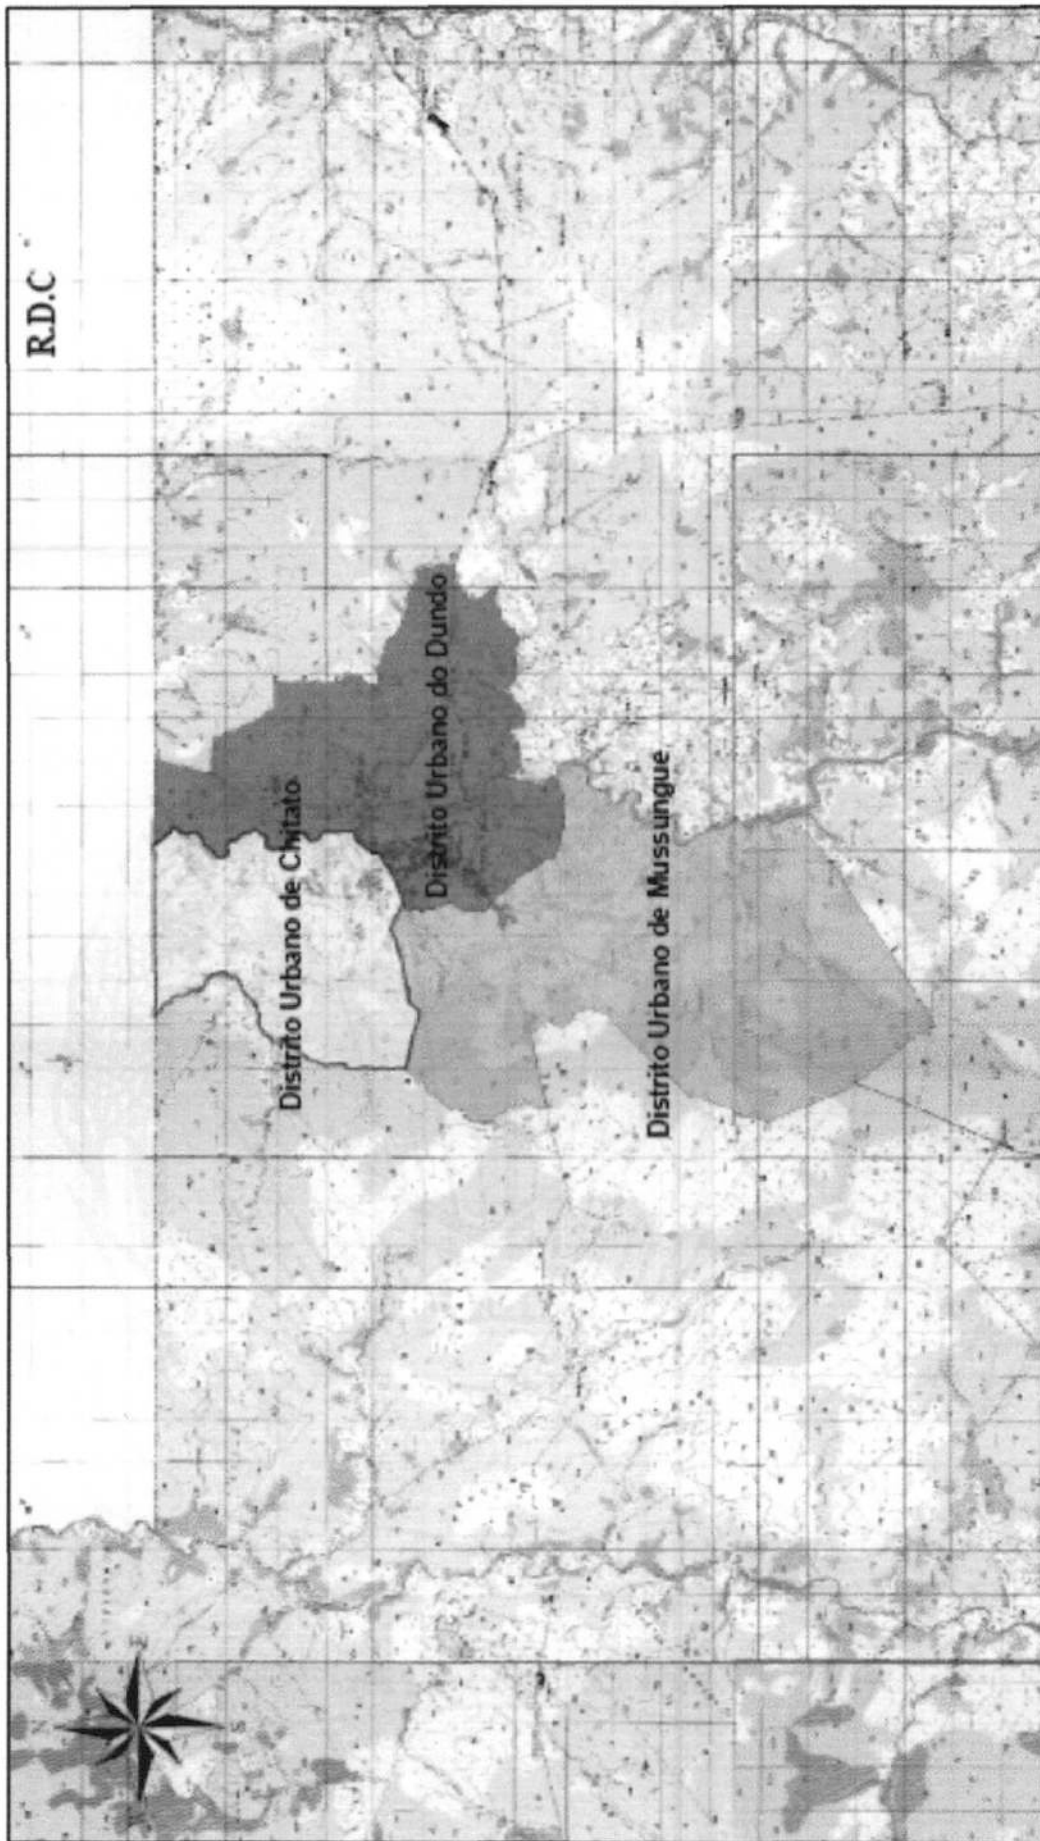 R.D.C
Distrito Urbano de Chitato
Distrito Urbano do Dundo
Distrito Urbano de Mussungue
N
E
S